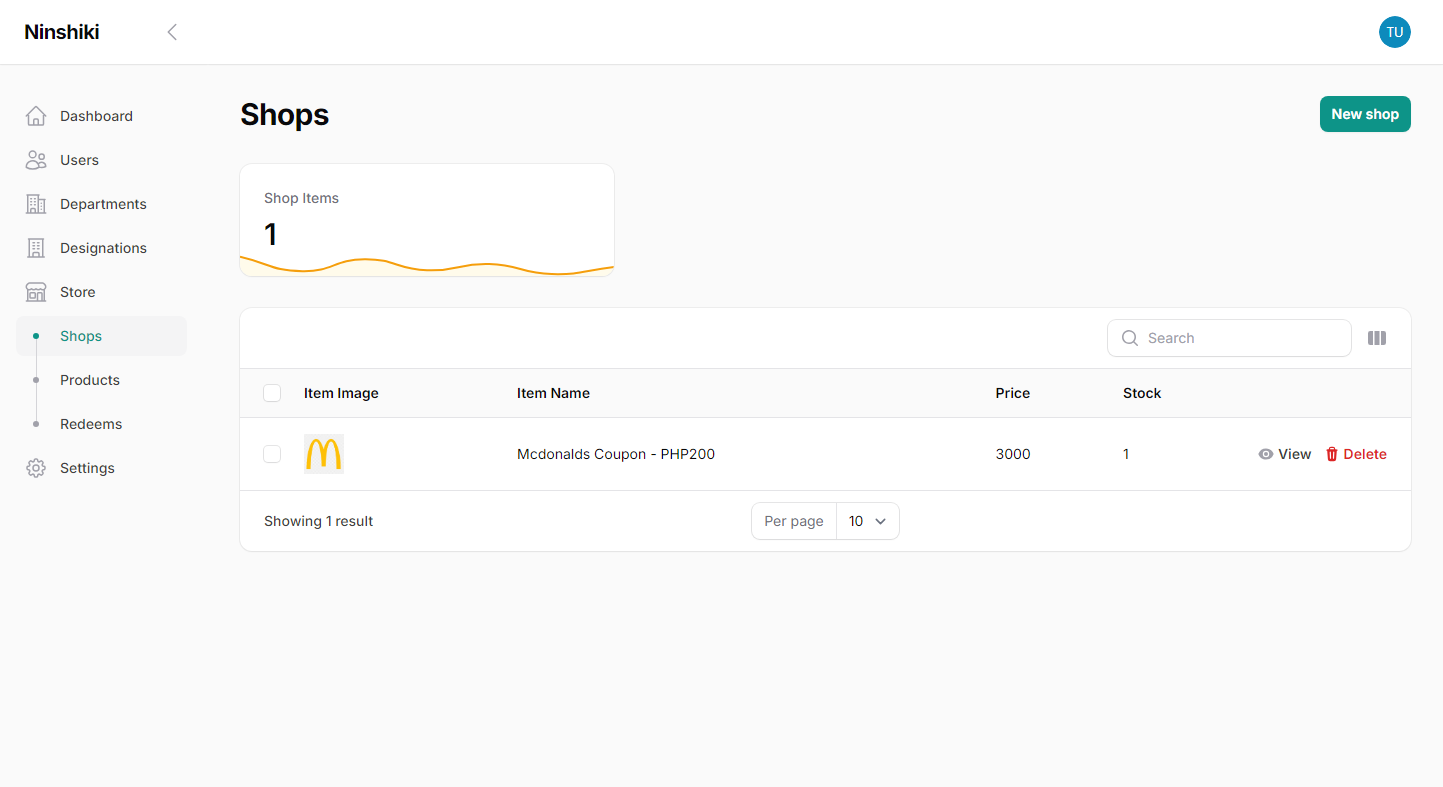 Ninshiki
TU
Dashboard
Users
Departments
Designations
Store
Shops
Products
Redeems
Settings
Shops
New shop
Shop Items
1
Search
Item Image Item Name Price Stock
Mcdonalds Coupon - PHP200 3000 1 View Delete
Showing 1 result Per page 10